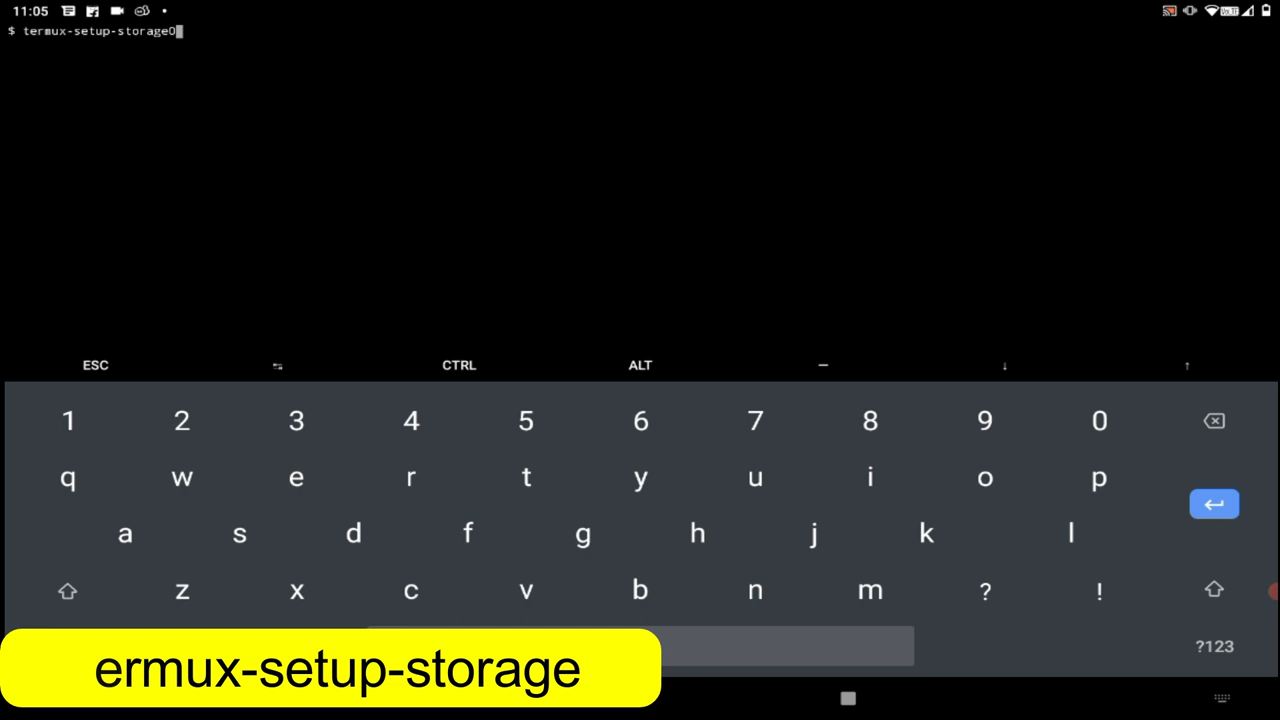 11:05
$ termux-setup-storage0
ESC CTRL ALT — ↓ ↑
1 2 3 4 5 6 7 8 9 0
q w e r t y u i o p
a s d f g h j k l
z x c v b n m ? !
?123
ermux-setup-storage